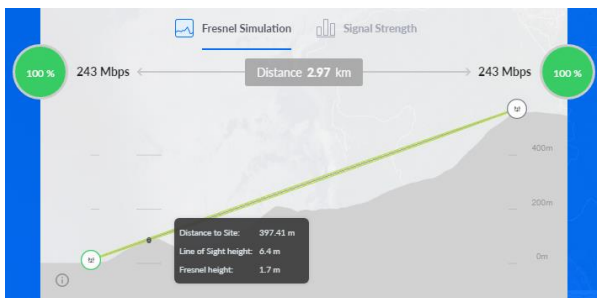 Fresnel Simulation
Signal Strength
100 %
243 Mbps
Distance 2.97 km
243 Mbps
100 %
400m
200m
0m
Distance to Site: 397.41 m
Line of Sight height: 6.4 m
Fresnel height: 1.7 m